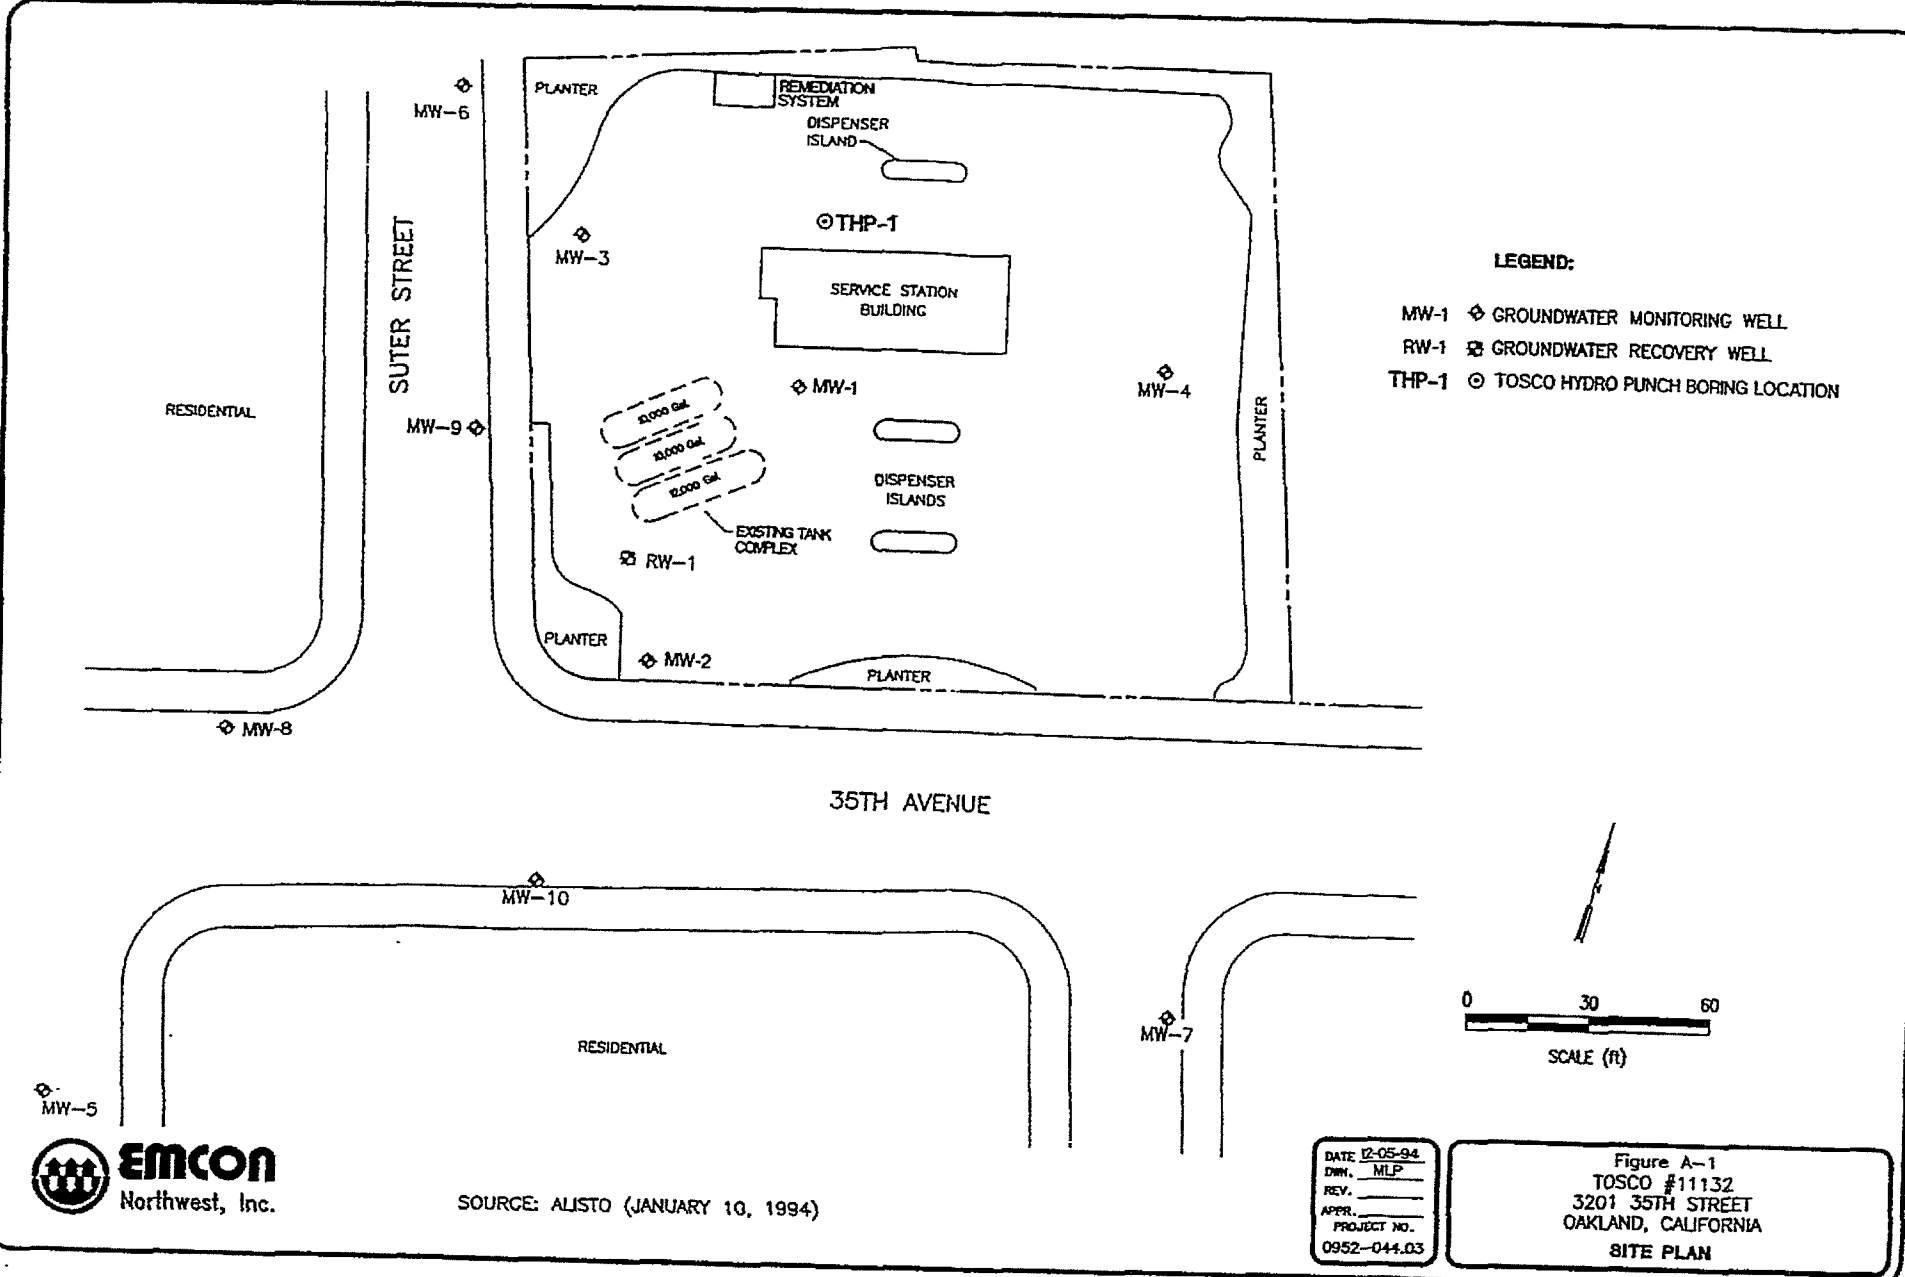 MW-6
PLANTER
REMEDIATION
SYSTEM
DISPENSER
ISLAND
THP-1
MW-3
SUTER STREET
SERVICE STATION
BUILDING
LEGEND:
MW-1 GROUNDWATER MONITORING WELL
RW-1 GROUNDWATER RECOVERY WELL
THP-1 TOSCO HYDRO PUNCH BORING LOCATION
RESIDENTIAL
MW-9
10,000 Gal.
10,000 Gal.
12,000 Gal.
MW-1
MW-4
PLANTER
DISPENSER
ISLANDS
EXISTING TANK
COMPLEX
RW-1
PLANTER
MW-2
PLANTER
MW-8
35TH AVENUE
MW-10
RESIDENTIAL
MW-7
MW-5
0 30 60
SCALE (ft)
EMCON
Northwest, Inc.
SOURCE: ALISTO (JANUARY 10, 1994)
DATE 12-05-94
DWN. MLP
REV.
APPR.
PROJECT NO.
0952-044.03
Figure A-1
TOSCO #11132
3201 35TH STREET
OAKLAND, CALIFORNIA
SITE PLAN